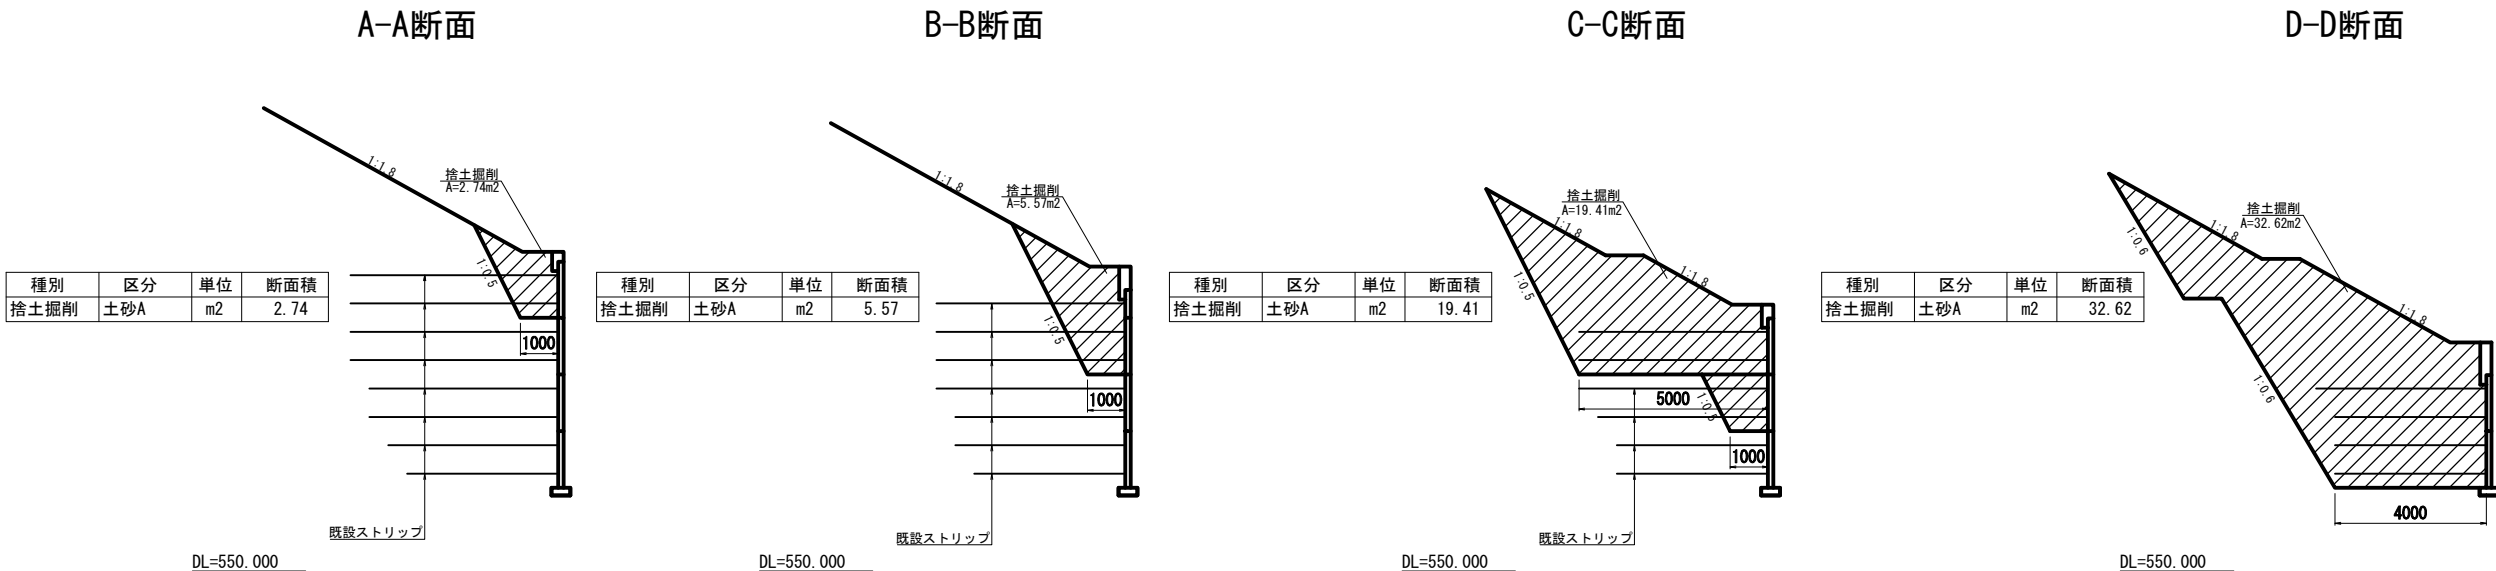 A-A断面
1:1.8
捨土掘削
A=2.74m2
1:0.5
種別 区分 単位 断面積
捨土掘削 土砂A m2 2.74
1000
既設ストリップ
DL=550.000
B-B断面
1:1.8
捨土掘削
A=5.57m2
1:0.5
種別 区分 単位 断面積
捨土掘削 土砂A m2 5.57
1000
既設ストリップ
DL=550.000
C-C断面
捨土掘削
A=19.41m2
1:1.8
1:1.8
1:0.5
種別 区分 単位 断面積
捨土掘削 土砂A m2 19.41
5000
1:0.5
1000
既設ストリップ
DL=550.000
D-D断面
捨土掘削
A=32.62m2
1:1.8
1:0.6
1:1.8
種別 区分 単位 断面積
捨土掘削 土砂A m2 32.62
1:0.6
4000
DL=550.000